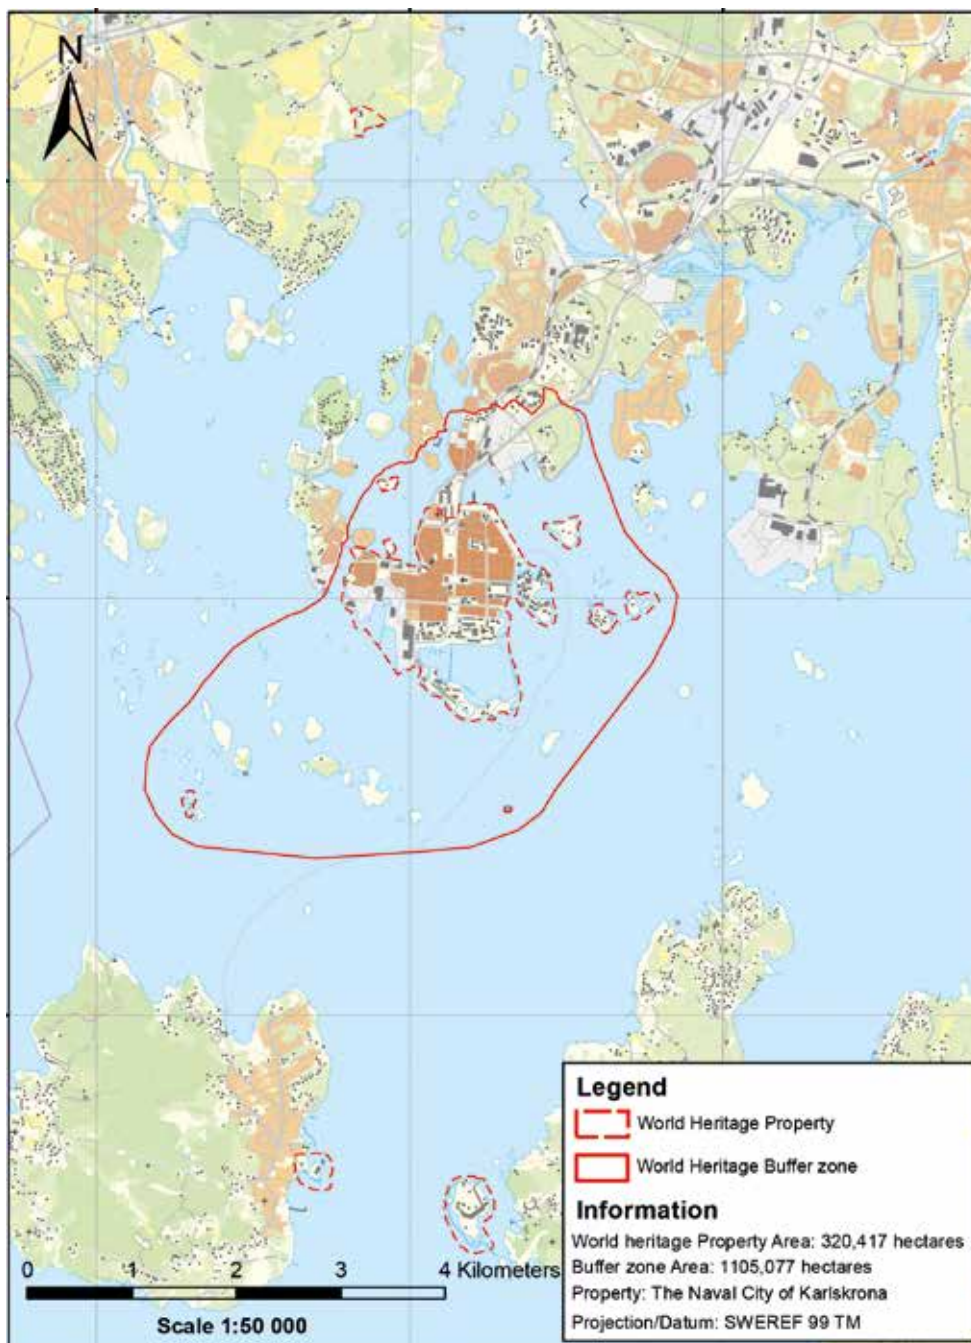 N
Legend
World Heritage Property
World Heritage Buffer zone
Information
World heritage Property Area: 320,417 hectares
Buffer zone Area: 1105,077 hectares
Property: The Naval City of Karlskrona
Projection/Datum: SWEREF 99 TM
0 1 2 3 4 Kilometers
Scale 1:50 000